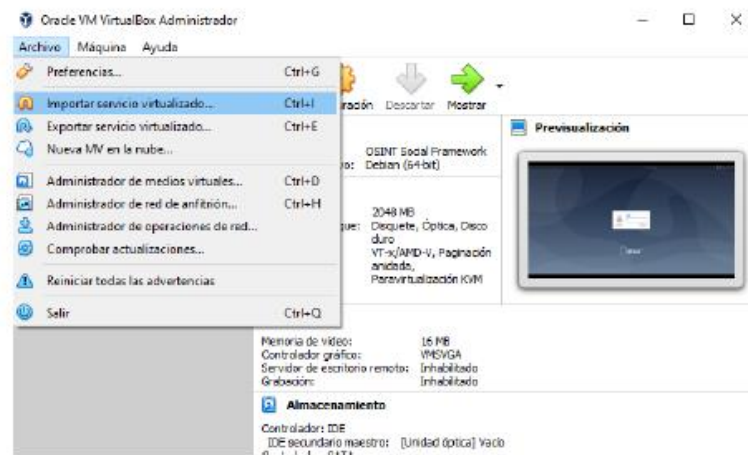 Oracle VM VirtualBox Administrador
Archivo Máquina Ayuda
Preferencias... Ctrl+G
Importar servicio virtualizado... Ctrl+I
Exportar servicio virtualizado... Ctrl+E
Nueva MV en la nube...
Administrador de medios virtuales... Ctrl+D
Administrador de red de anfitrión... Ctrl+H
Administrador de operaciones de red...
Comprobar actualizaciones...
Reiniciar todas las advertencias
Salir Ctrl+Q
ración Descartar Mostrar
OSINT Social Framework
vo: Debian (64-bit)
2048 MB
que: Disquete, Óptica, Disco
duro
VT-x/AMD-V, Paginación
anidada,
Paravirtualización KVM
Previsualización
Memoria de vídeo: 16 MB
Controlador gráfico: VMSVGA
Servidor de escritorio remoto: Inhabilitado
Grabación: Inhabilitado
Almacenamiento
Controlador: IDE
IDE secundario maestro: [Unidad óptica] Vacío